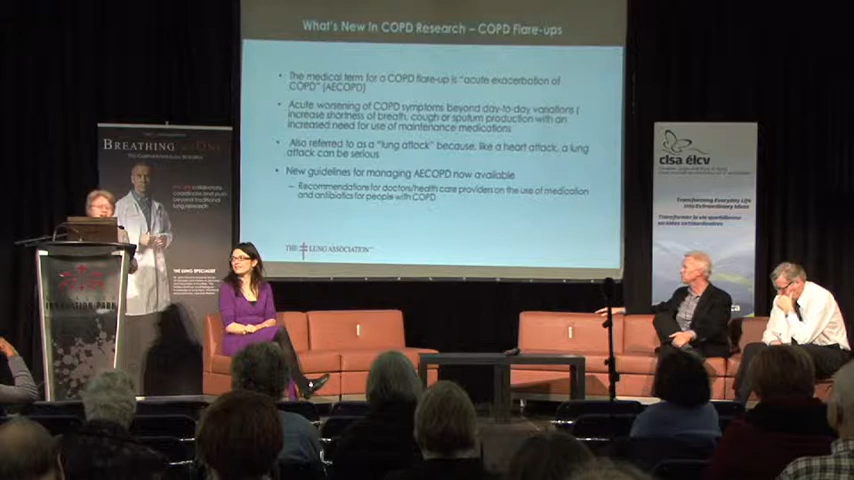 What's New in COPD Research – COPD Flare-ups
• The medical term for a COPD flare-up is "acute exacerbation of
COPD" (AECOPD)
• Acute worsening of COPD symptoms beyond day-to-day variations /
increase shortness of breath, cough or sputum production with an
increased need for use of maintenance medications
• Also referred to as a "lung attack" because, like a heart attack, a lung
attack can be serious
• New guidelines for managing AECOPD now available
– Recommendations for doctors/health care providers on the use of medication
and antibiotics for people with COPD
THE LUNG ASSOCIATION™
BREATHING AS ONE
THE LUNG SPECIALIST
INNOVATION PARK
clsa élcv
Transforming Everyday Life
into Extraordinary Ideas
Transformer la vie quotidienne